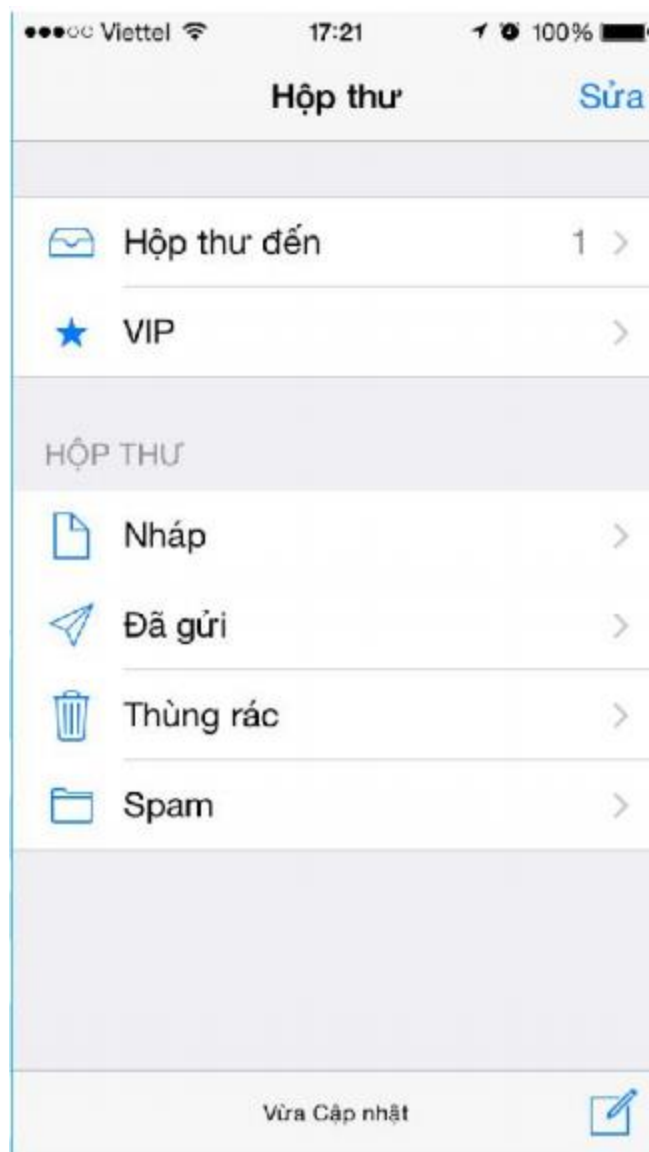 Viettel 17:21 100%
Hộp thư Sửa
Hộp thư đến 1
VIP
HỘP THƯ
Nháp
Đã gửi
Thùng rác
Spam
Vừa Cập nhật